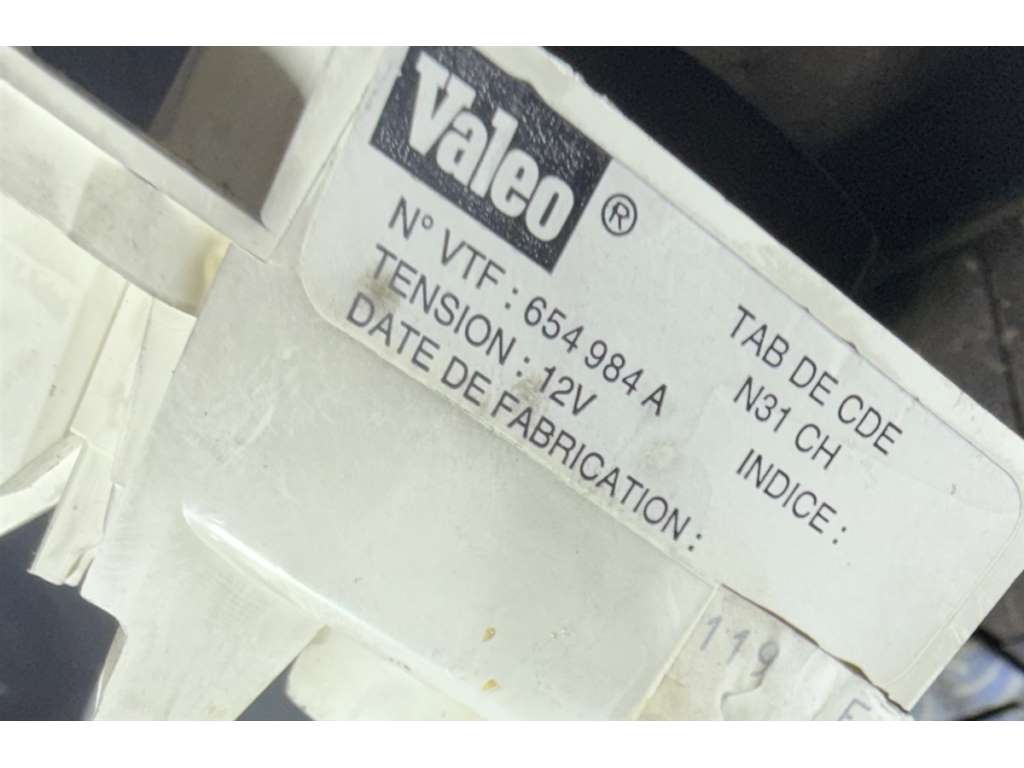 Valeo®
N° VTF : 654 984 A
TAB DE CDE
TENSION : 12V
N31 CH
DATE DE FABRICATION :
INDICE :
119